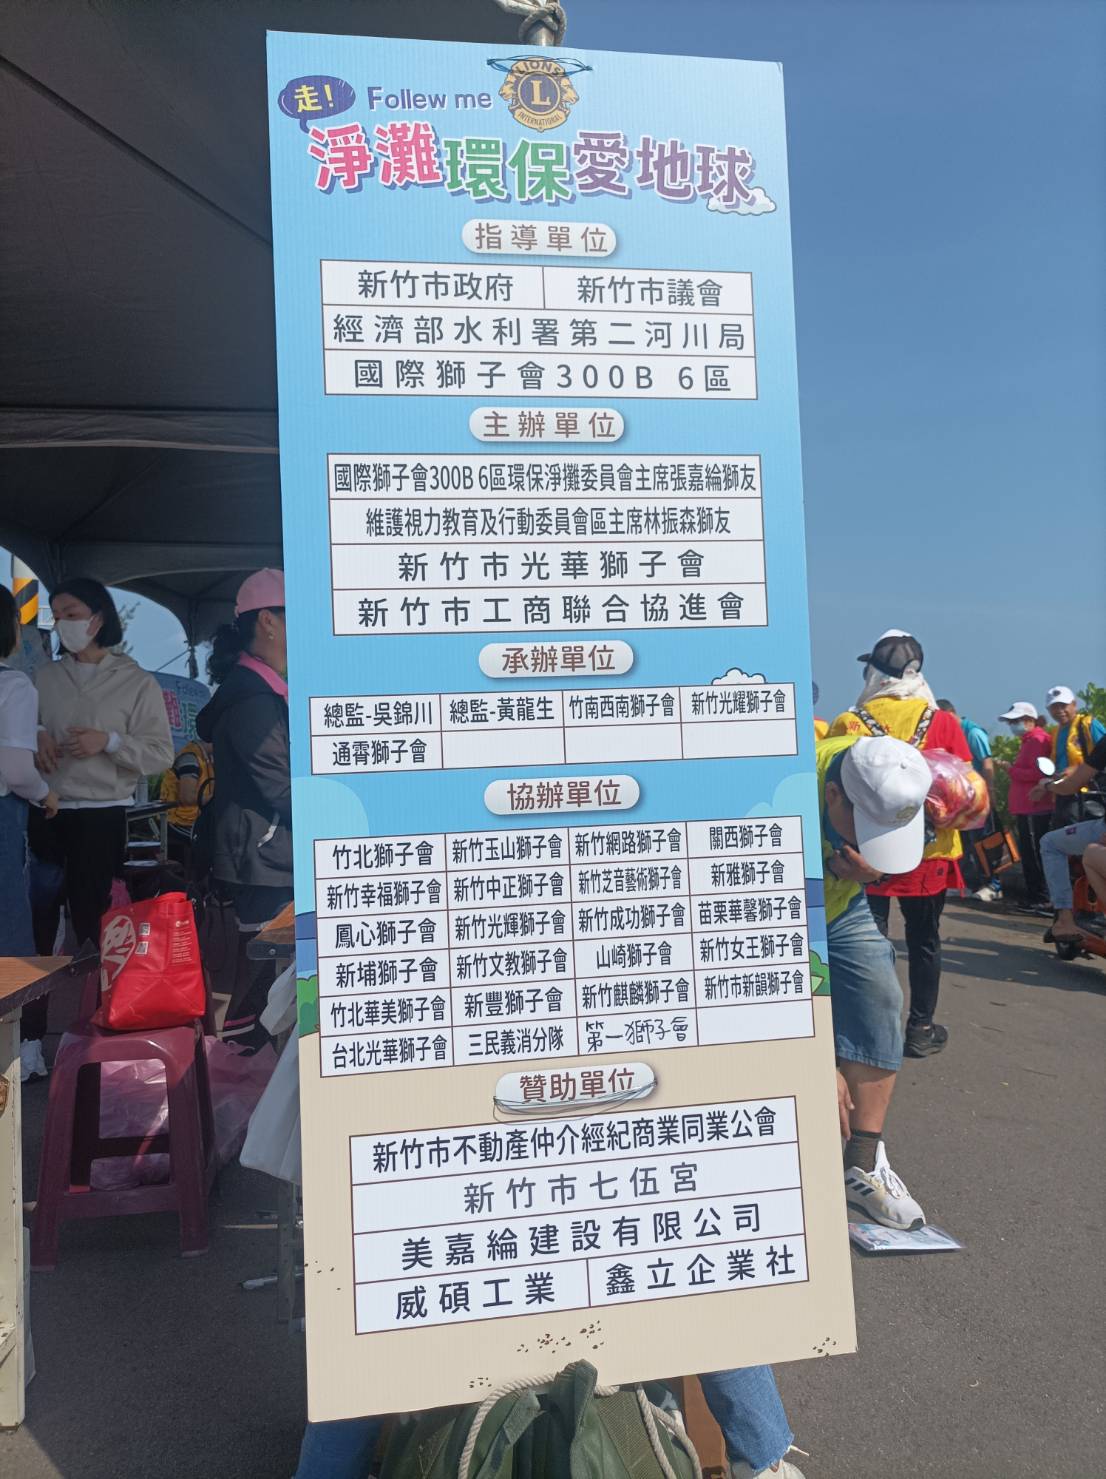 走!
Follew me
LIONS
L
INTERNATIONAL
淨灘環保愛地球
指導單位
新竹市政府 新竹市議會
經濟部水利署第二河川局
國際獅子會300B 6區
主辦單位
國際獅子會300B 6區環保淨攤委員會主席張嘉綸獅友
維護視力教育及行動委員會區主席林振森獅友
新竹市光華獅子會
新竹市工商聯合協進會
承辦單位
總監-吳錦川 總監-黃龍生 竹南西南獅子會 新竹光耀獅子會
通霄獅子會
協辦單位
竹北獅子會 新竹玉山獅子會 新竹網路獅子會 關西獅子會
新竹幸福獅子會 新竹中正獅子會 新竹芝音藝術獅子會 新雅獅子會
鳳心獅子會 新竹光輝獅子會 新竹成功獅子會 苗栗華馨獅子會
新埔獅子會 新竹文教獅子會 山崎獅子會 新竹女王獅子會
竹北華美獅子會 新豐獅子會 新竹麒麟獅子會 新竹市新韻獅子會
台北光華獅子會 三民義消分隊 第一獅子會
贊助單位
新竹市不動產仲介經紀商業同業公會
新竹市七伍宮
美嘉綸建設有限公司
威碩工業 鑫立企業社